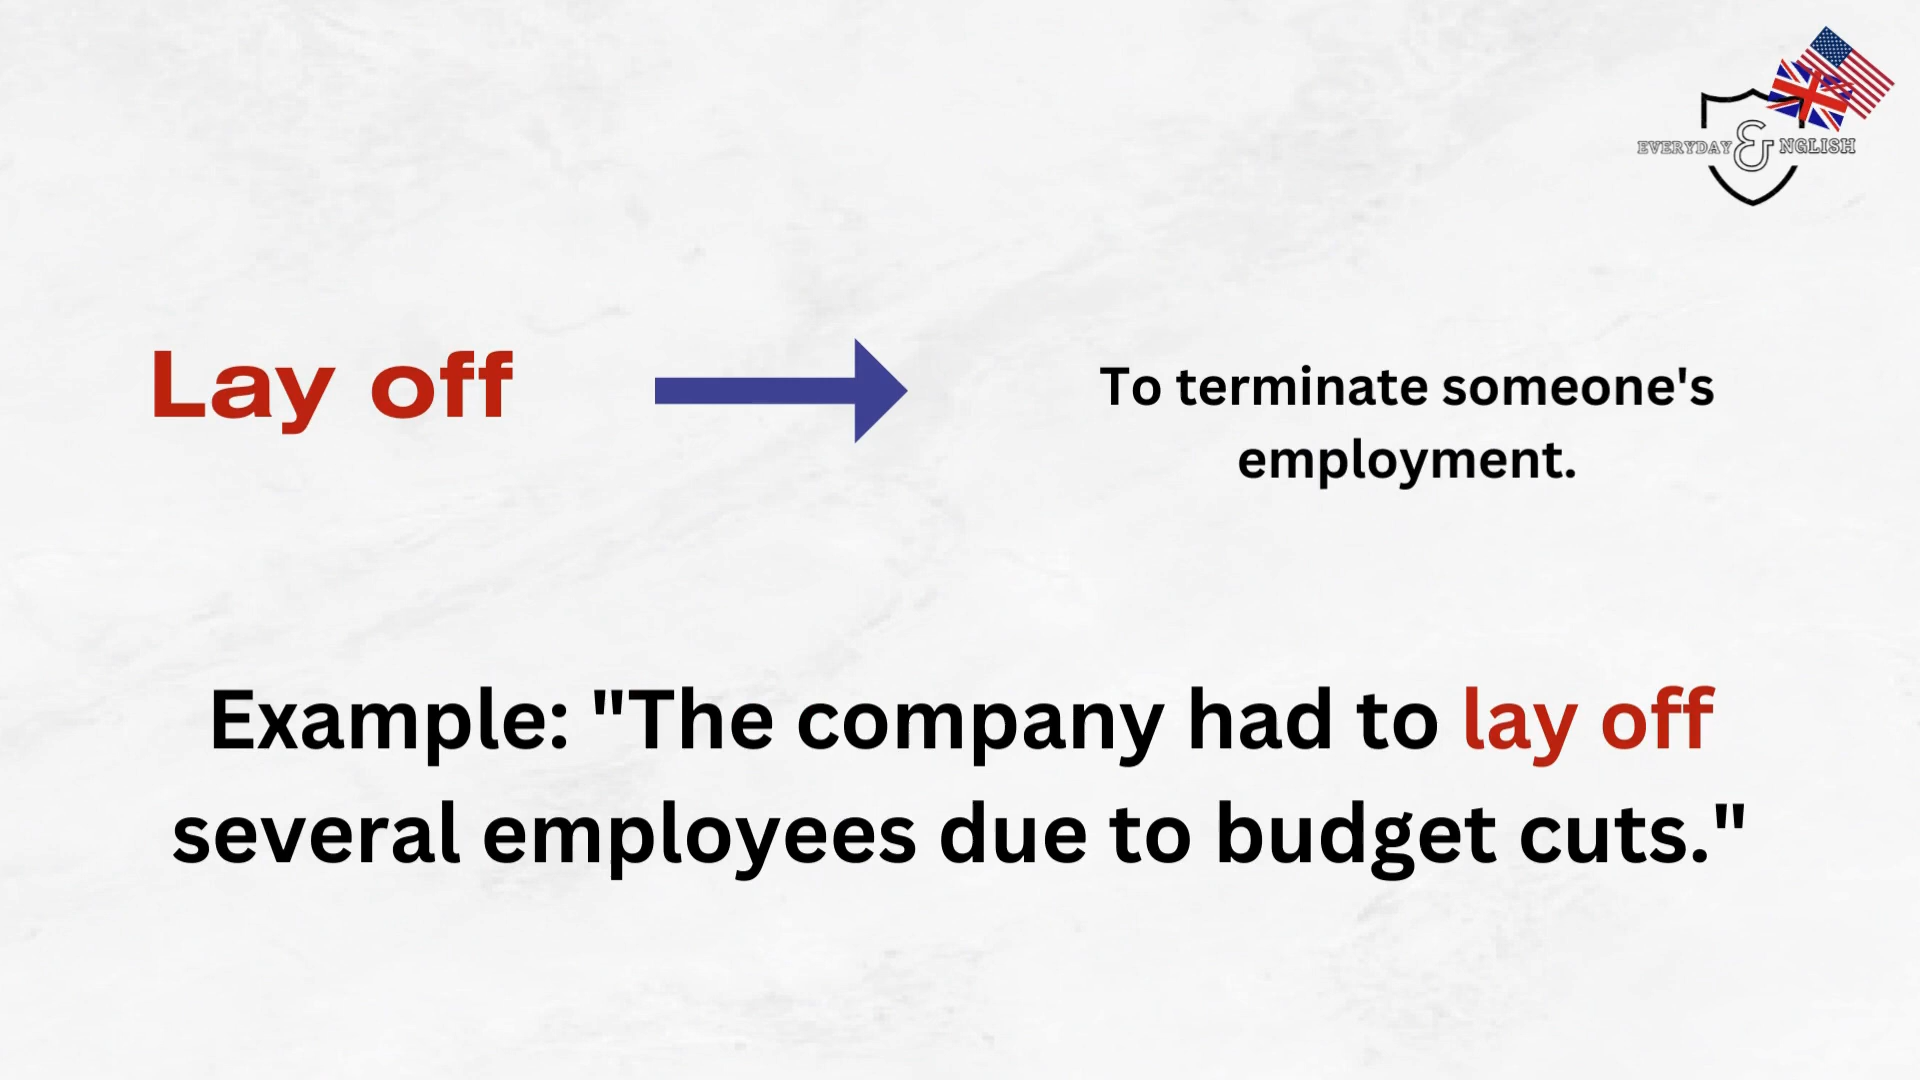 EVERYDAY & NGLISH
Lay off
To terminate someone's
employment.
Example: "The company had to lay off
several employees due to budget cuts."